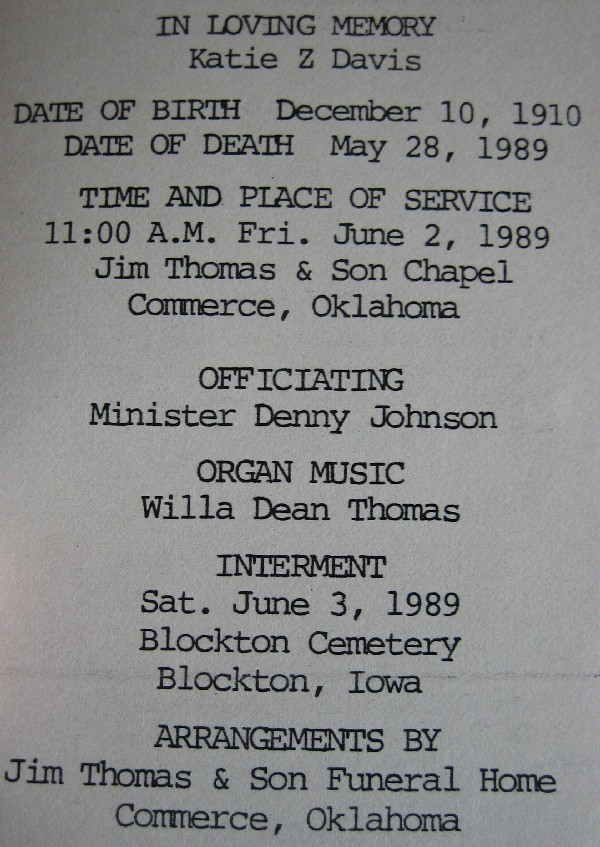 IN LOVING MEMORY
Katie Z Davis
DATE OF BIRTH December 10, 1910
DATE OF DEATH May 28, 1989
TIME AND PLACE OF SERVICE
11:00 A.M. Fri. June 2, 1989
Jim Thomas & Son Chapel
Commerce, Oklahoma
OFFICIATING
Minister Denny Johnson
ORGAN MUSIC
Willa Dean Thomas
INTERMENT
Sat. June 3, 1989
Blockton Cemetery
Blockton, Iowa
ARRANGEMENTS BY
Jim Thomas & Son Funeral Home
Commerce, Oklahoma